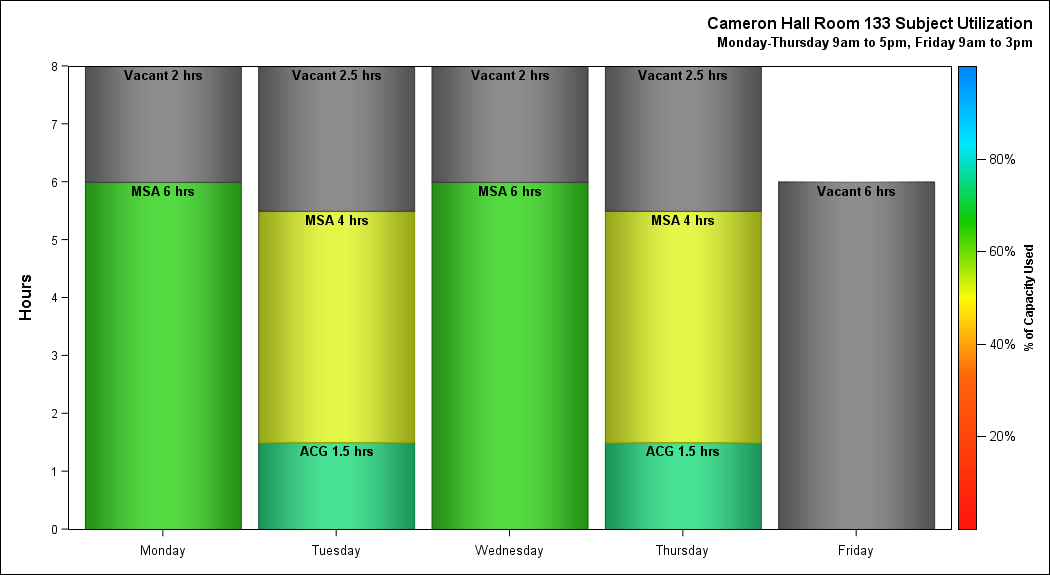 Cameron Hall Room 133 Subject Utilization
Monday-Thursday 9am to 5pm, Friday 9am to 3pm
Hours
8
7
6
5
4
3
2
1
0
Vacant 2 hrs
MSA 6 hrs
Vacant 2.5 hrs
MSA 4 hrs
ACG 1.5 hrs
Vacant 2 hrs
MSA 6 hrs
Vacant 2.5 hrs
MSA 4 hrs
ACG 1.5 hrs
Vacant 6 hrs
Monday Tuesday Wednesday Thursday Friday
80%
60%
40%
20%
% of Capacity Used